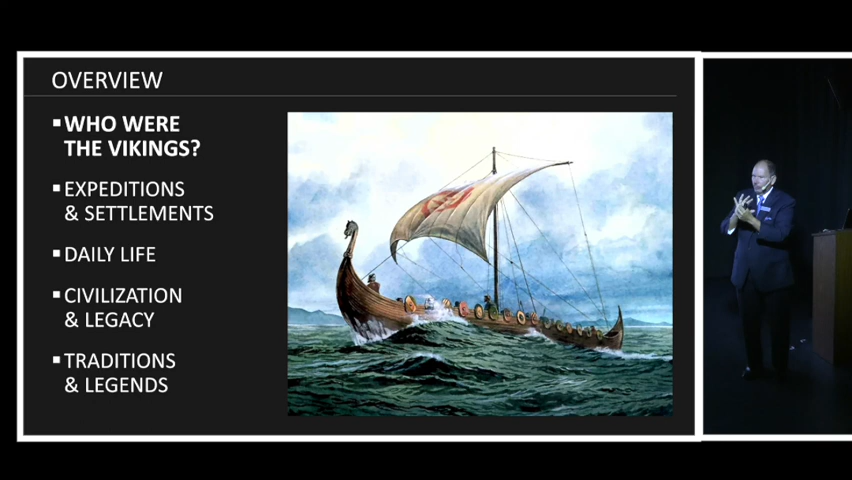 OVERVIEW
▪WHO WERE
THE VIKINGS?
▪EXPEDITIONS
& SETTLEMENTS
▪DAILY LIFE
▪CIVILIZATION
& LEGACY
▪TRADITIONS
& LEGENDS